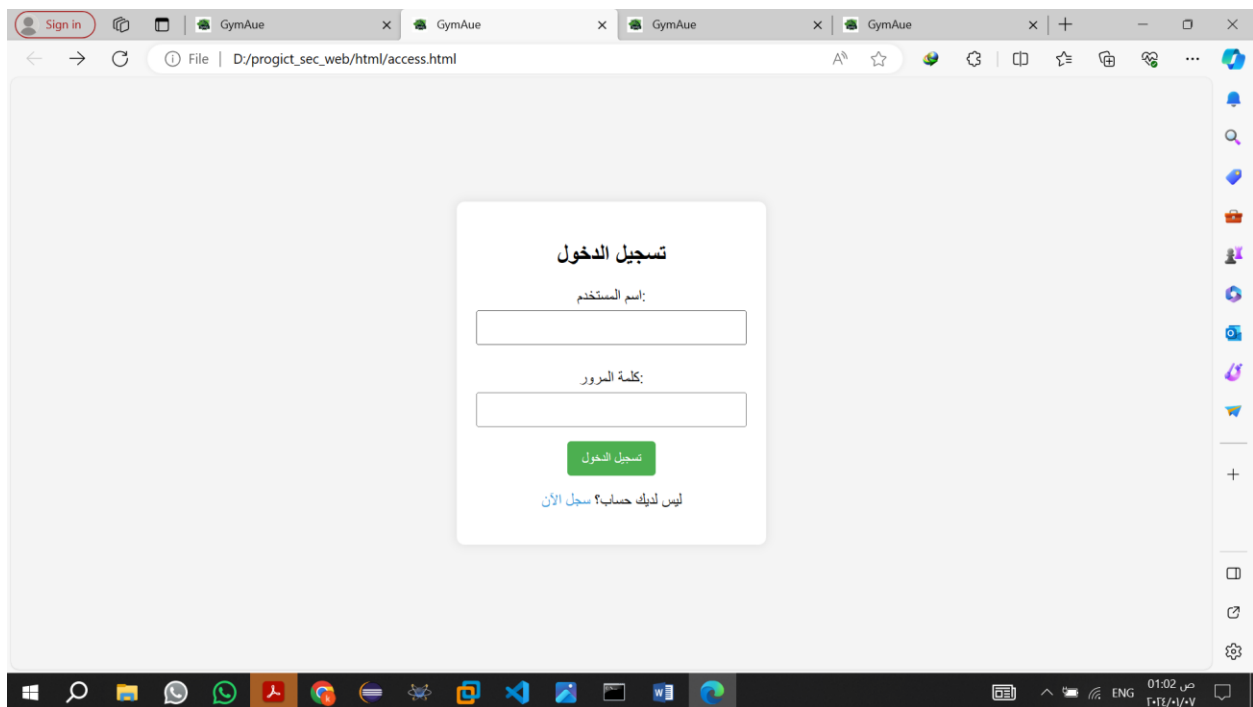 Sign in
GymAue
GymAue
GymAue
GymAue
File | D:/progict_sec_web/html/access.html
تسجيل الدخول
:اسم المستخدم
:كلمة المرور
تسجيل الدخول
ليس لديك حساب؟ سجل الآن
ENG
01:02 ص
٢٠٢٤/٠١/٠٧